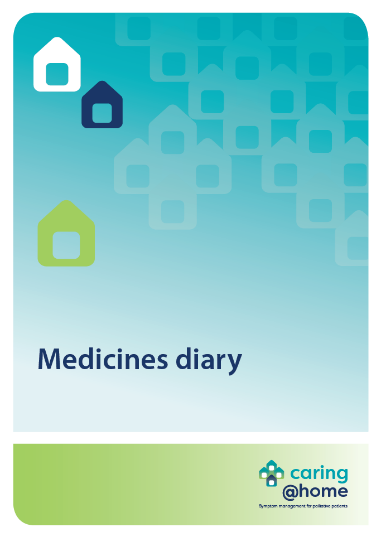 Medicines diary
caring
@home
Symptom management for palliative patients